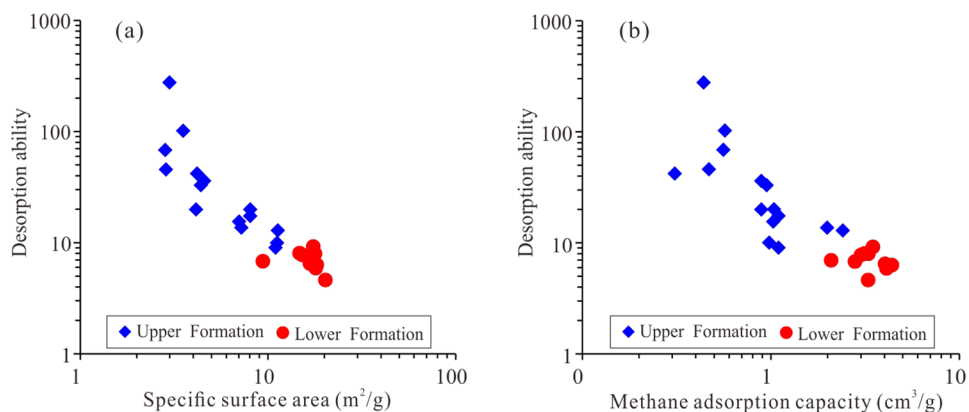 (a)
Desorption ability
1000
100
10
1
Upper Formation Lower Formation
1 10 100
Specific surface area (m²/g)
(b)
Desorption ability
1000
100
10
1
Upper Formation Lower Formation
0 1 10
Methane adsorption capacity (cm³/g)